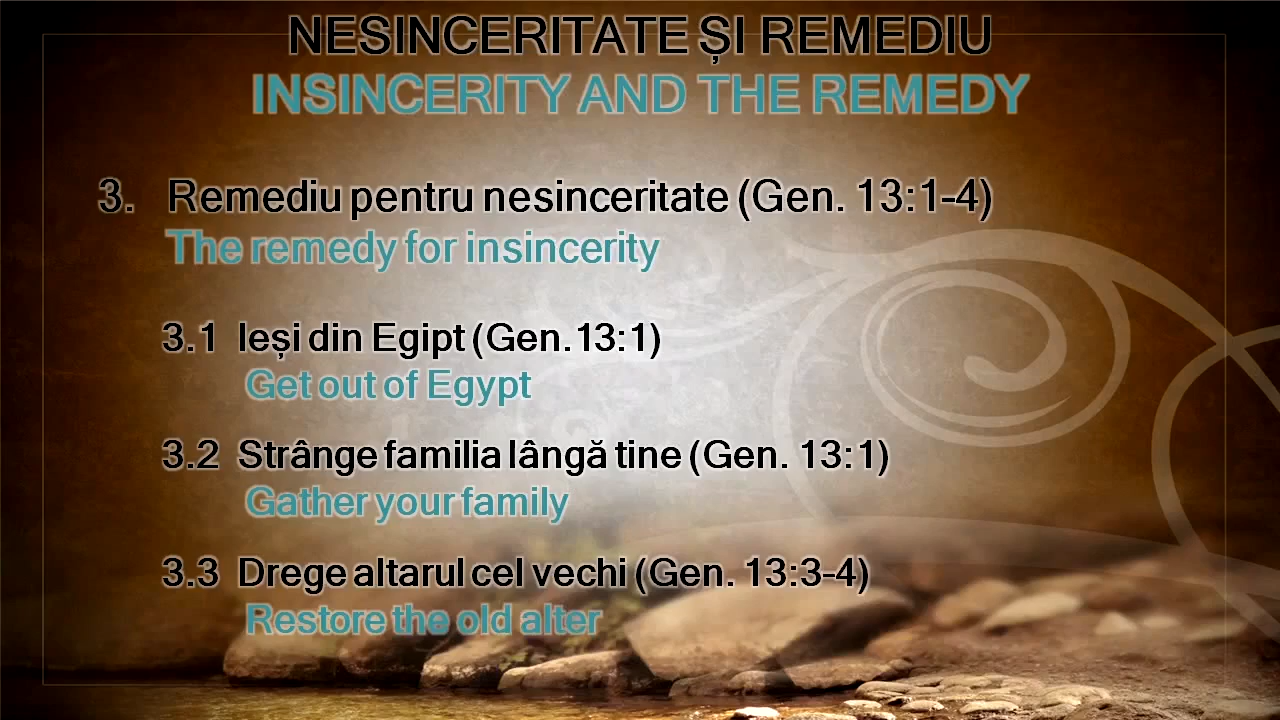 NESINCERITATE ȘI REMEDIU
INSINCERITY AND THE REMEDY
3. Remediu pentru nesinceritate (Gen. 13:1-4)
The remedy for insincerity
3.1 Ieși din Egipt (Gen.13:1)
Get out of Egypt
3.2 Strânge familia lângă tine (Gen. 13:1)
Gather your family
3.3 Drege altarul cel vechi (Gen. 13:3-4)
Restore the old alter